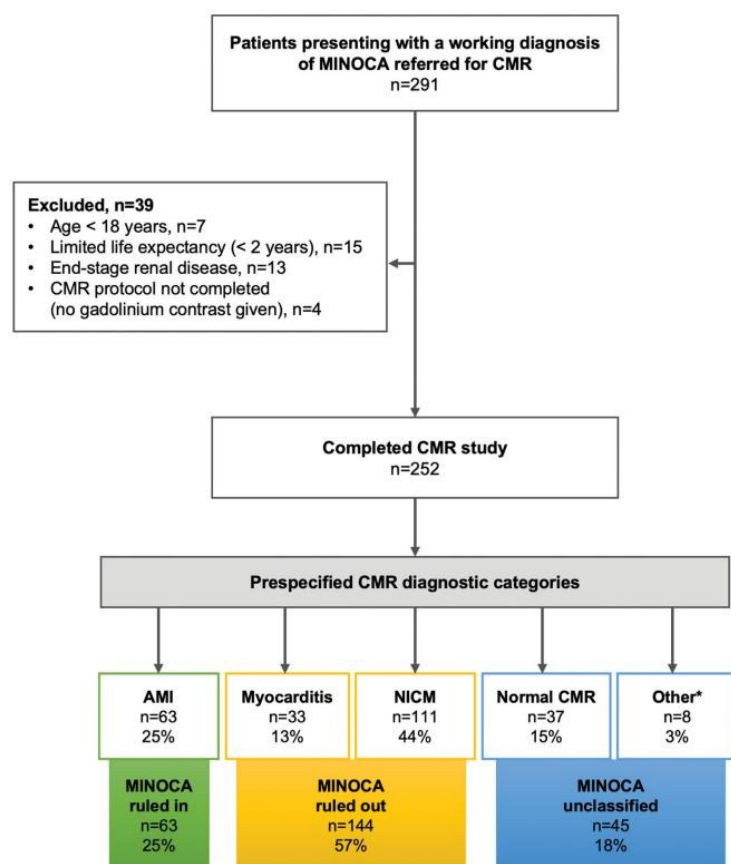 Patients presenting with a working diagnosis
of MINOCA referred for CMR
n=291
Excluded, n=39
• Age < 18 years, n=7
• Limited life expectancy (< 2 years), n=15
• End-stage renal disease, n=13
• CMR protocol not completed
(no gadolinium contrast given), n=4
Completed CMR study
n=252
Prespecified CMR diagnostic categories
AMI
n=63
25%
Myocarditis
n=33
13%
NICM
n=111
44%
Normal CMR
n=37
15%
Other*
n=8
3%
MINOCA
ruled in
n=63
25%
MINOCA
ruled out
n=144
57%
MINOCA
unclassified
n=45
18%